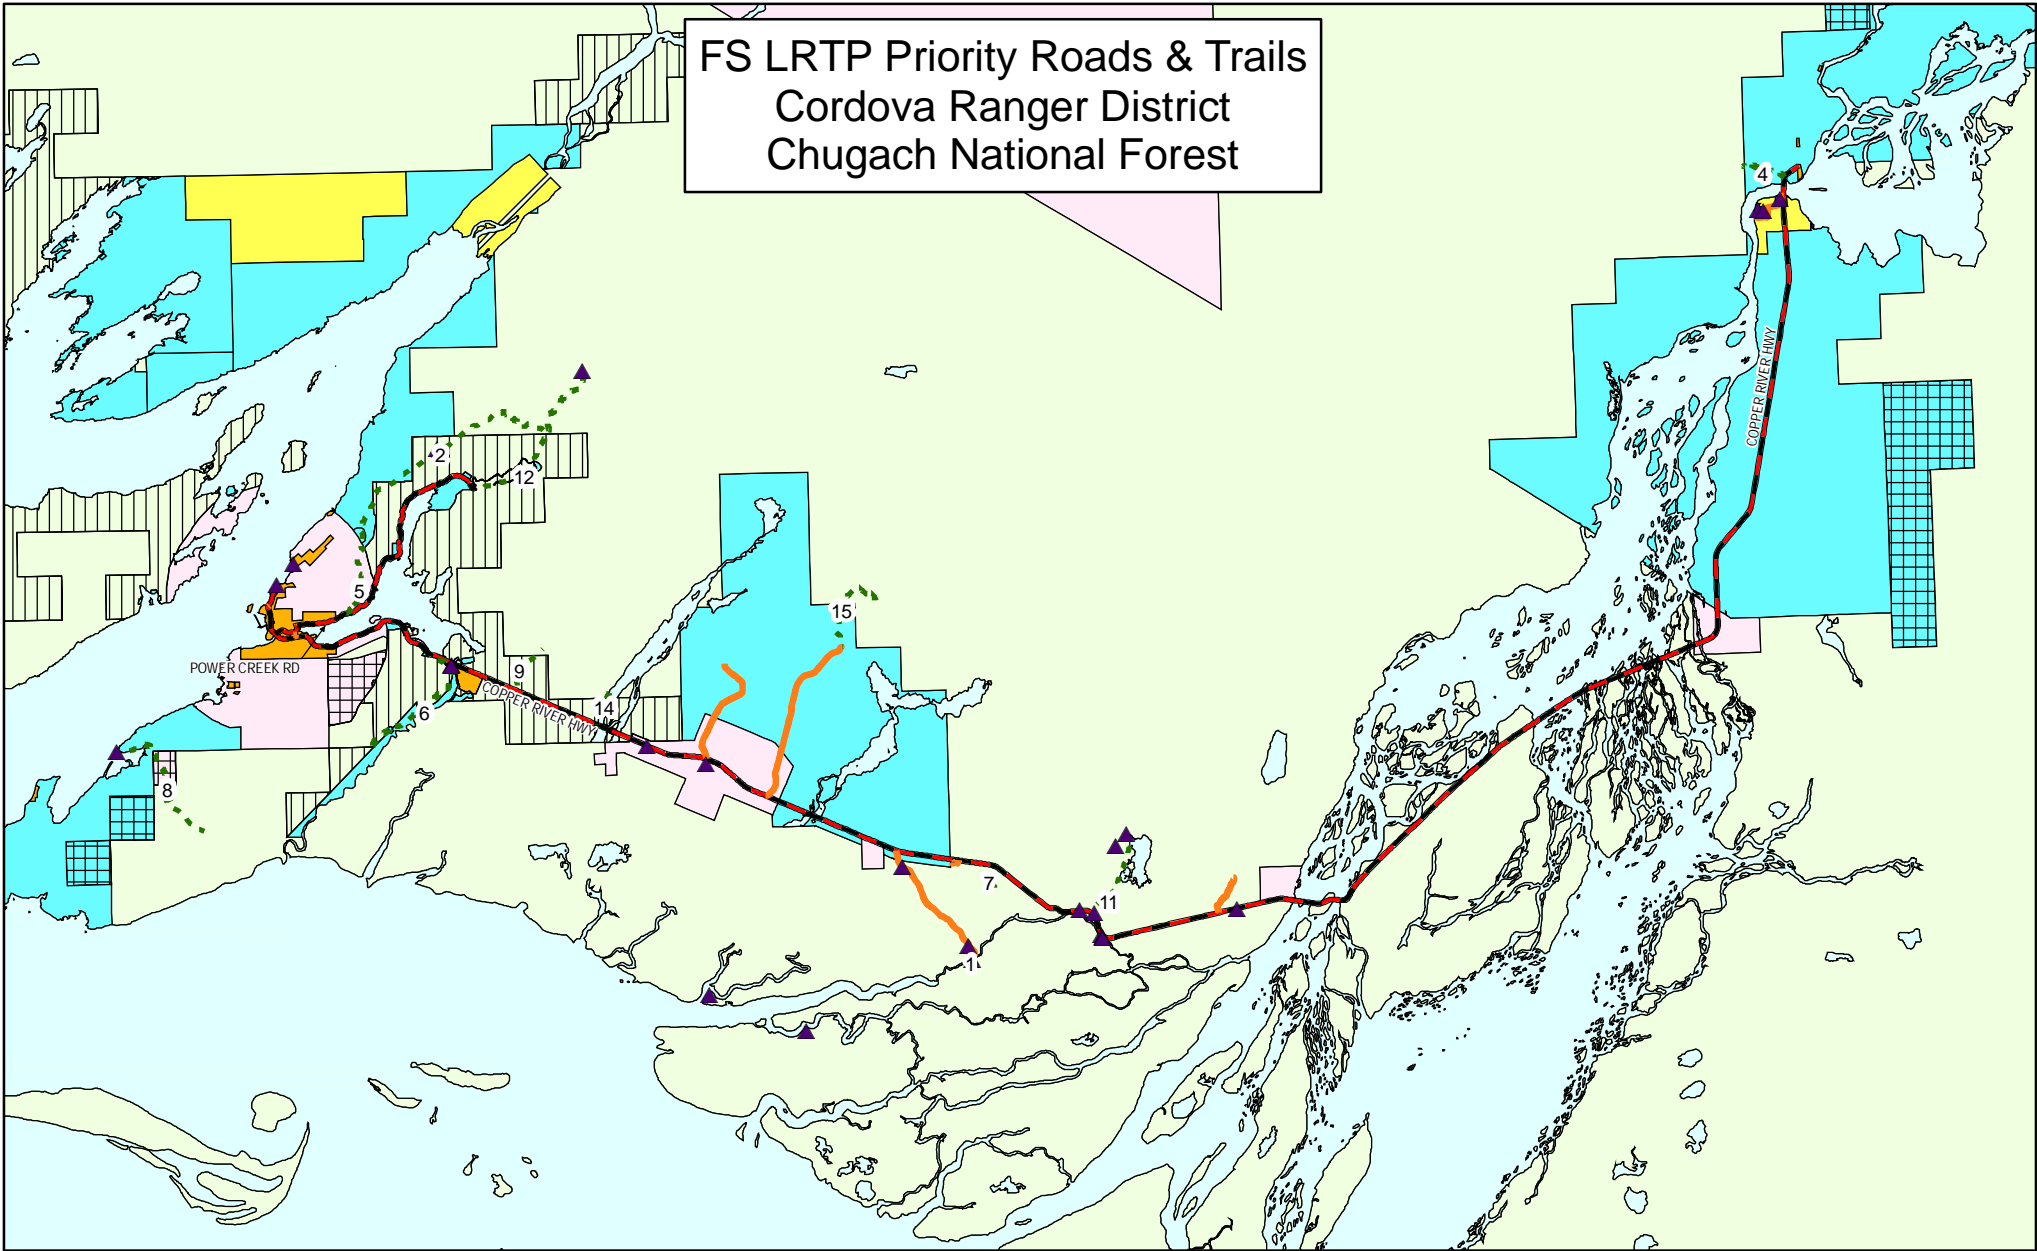 FS LRTP Priority Roads & Trails
Cordova Ranger District
Chugach National Forest
4
COPPER RIVER HWY
2
12
5
15
POWER CREEK RD
9
COPPER RIVER HWY
6
14
8
7
11
1